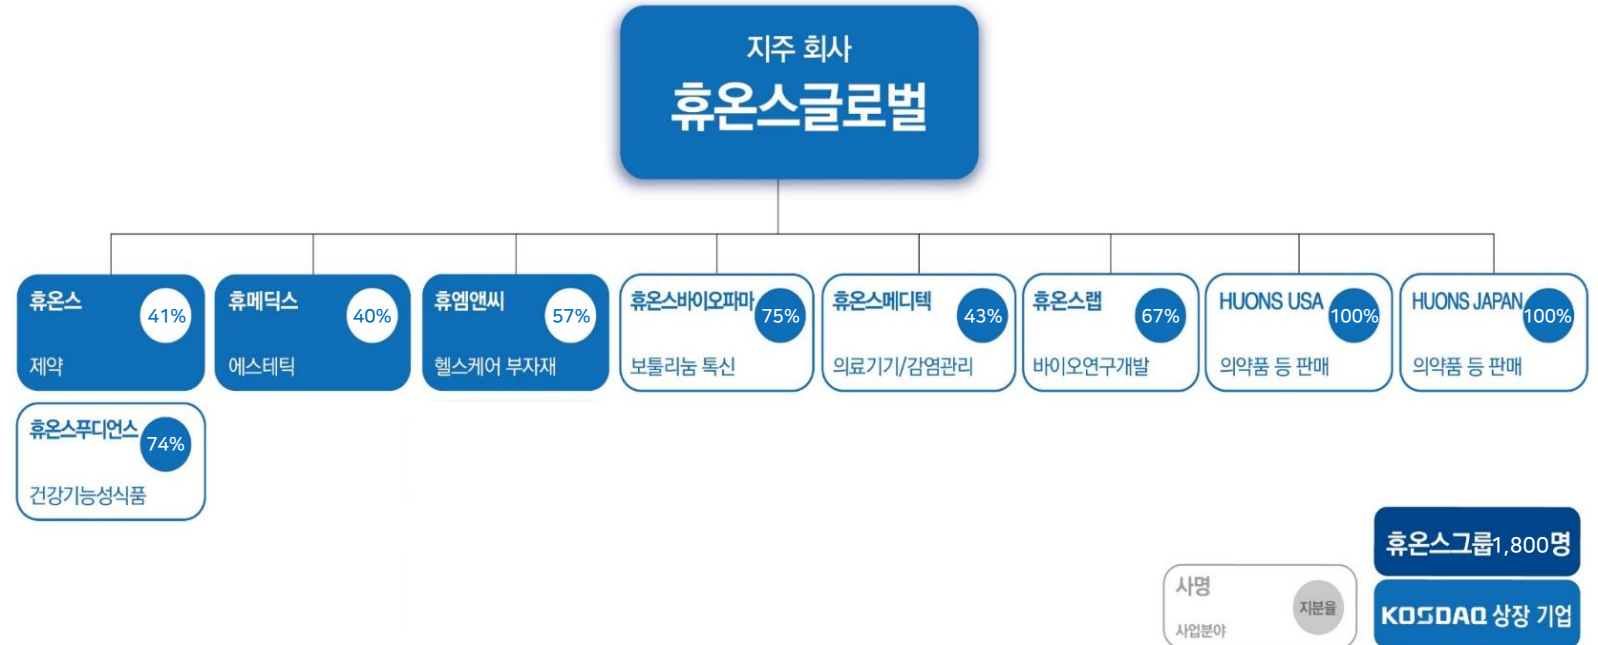 지주 회사
휴온스글로벌
휴온스
41%
제약
휴메딕스
40%
에스테틱
휴엠앤씨
57%
헬스케어 부자재
휴온스바이오파마
75%
보툴리눔 톡신
휴온스메디텍
43%
의료기기/감염관리
휴온스랩
67%
바이오연구개발
HUONS USA
100%
의약품 등 판매
HUONS JAPAN
100%
의약품 등 판매
휴온스푸디언스
74%
건강기능성식품
휴온스그룹1,800명
사명
지분율
사업분야
KOSDAQ 상장 기업